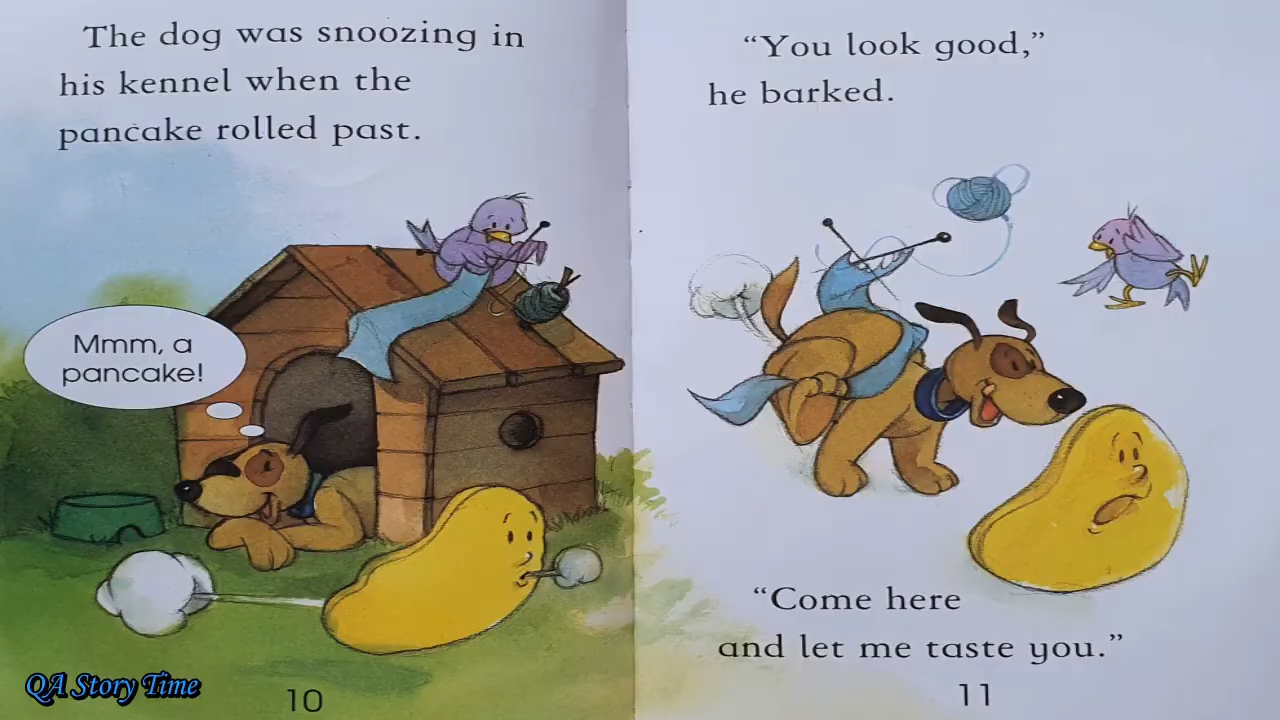 The dog was snoozing in
his kennel when the
pancake rolled past.
Mmm, a
pancake!
QA Story Time
10
“You look good,”
he barked.
“Come here
and let me taste you.”
11